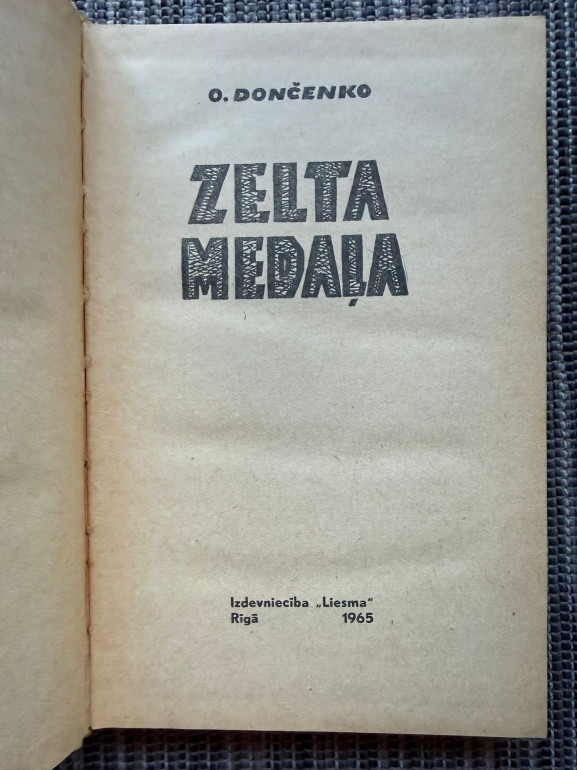 O. DONČENKO
ZELTA
MEDAĻA
Izdevniecība „Liesma"
Rīgā 1965